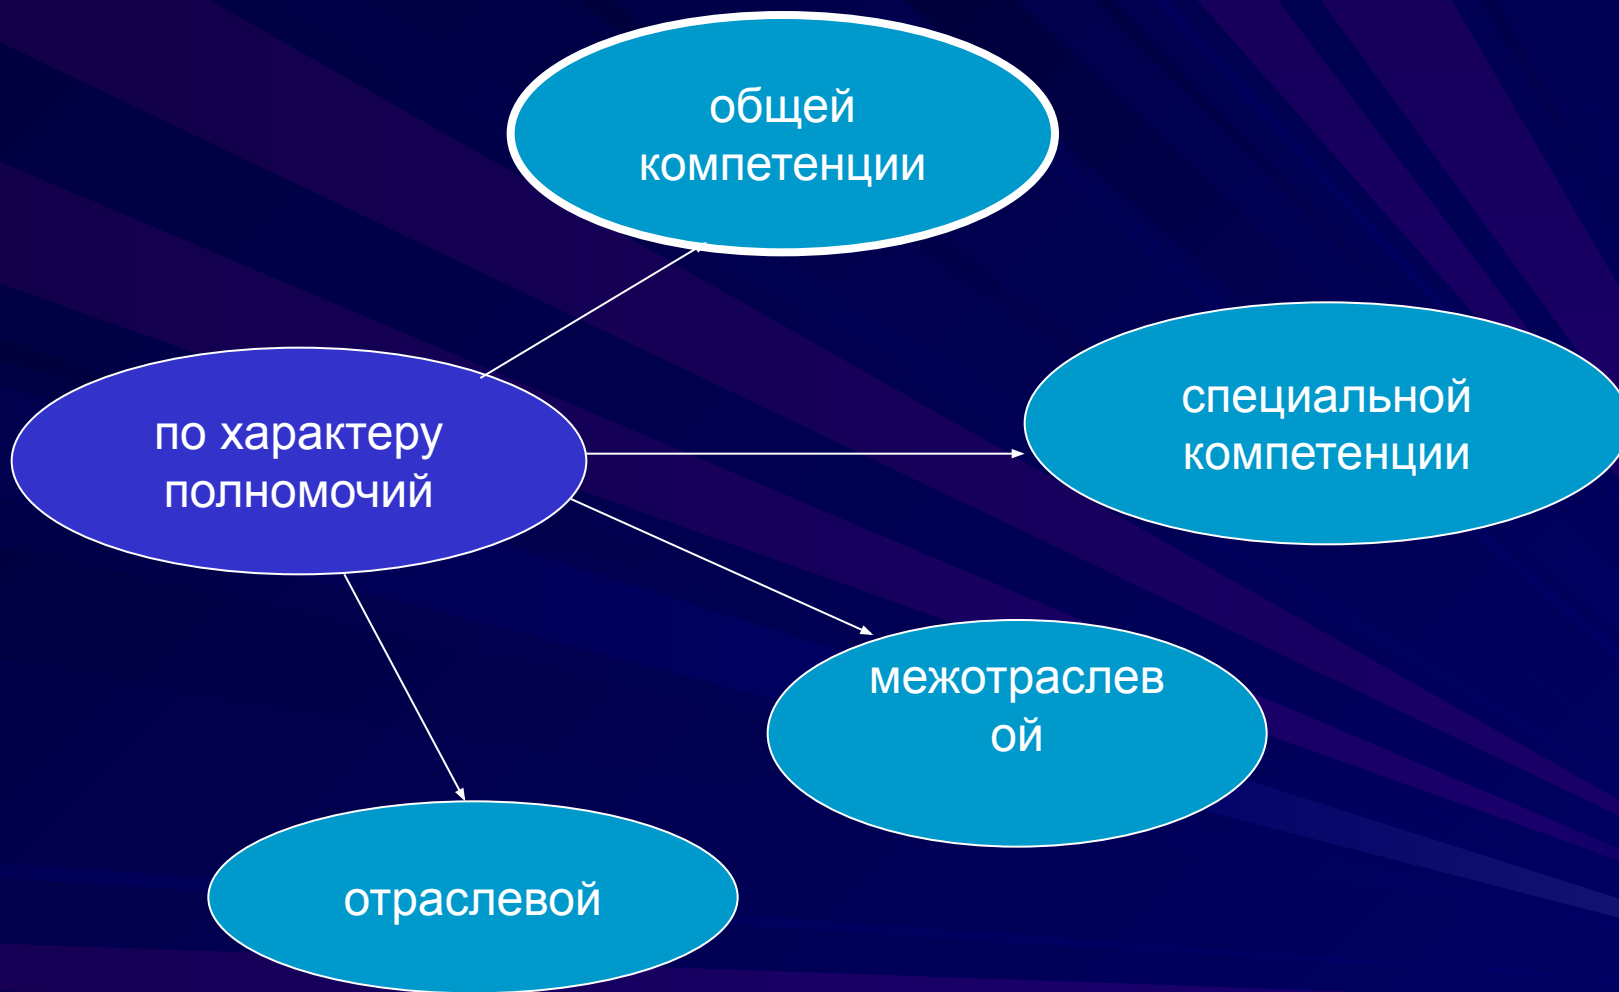 общей
компетенции
специальной
компетенции
по характеру
полномочий
межотраслев
ой
отраслевой